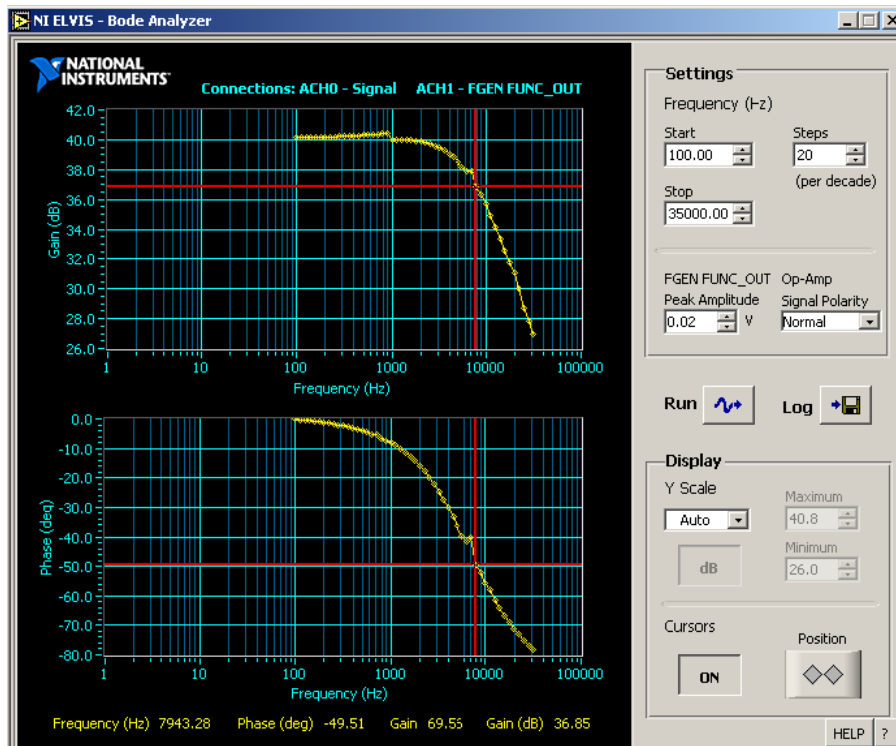 NI ELVIS - Bode Analyzer
NATIONAL
INSTRUMENTS™
Connections: ACH0 - Signal ACH1 - FGEN FUNC_OUT
42.0
40.0
38.0
36.0
34.0
32.0
30.0
28.0
26.0
Gain (dB)
1 10 100 1000 10000 100000
Frequency (Hz)
0.0
-10.0
-20.0
-30.0
-40.0
-50.0
-60.0
-70.0
-80.0
Phase (deg)
1 10 100 1000 10000 100000
Frequency (Hz)
Frequency (Hz) 7943.28 Phase (deg) -49.51 Gain 69.55 Gain (dB) 36.85
Settings
Frequency (Hz)
Start Steps
100.00 20
(per decade)
Stop
35000.00
FGEN FUNC_OUT Op-Amp
Peak Amplitude Signal Polarity
0.02 V Normal
Run Log
Display
Y Scale Maximum
Auto 40.8
Minimum
dB 26.0
Cursors Position
ON
HELP ?